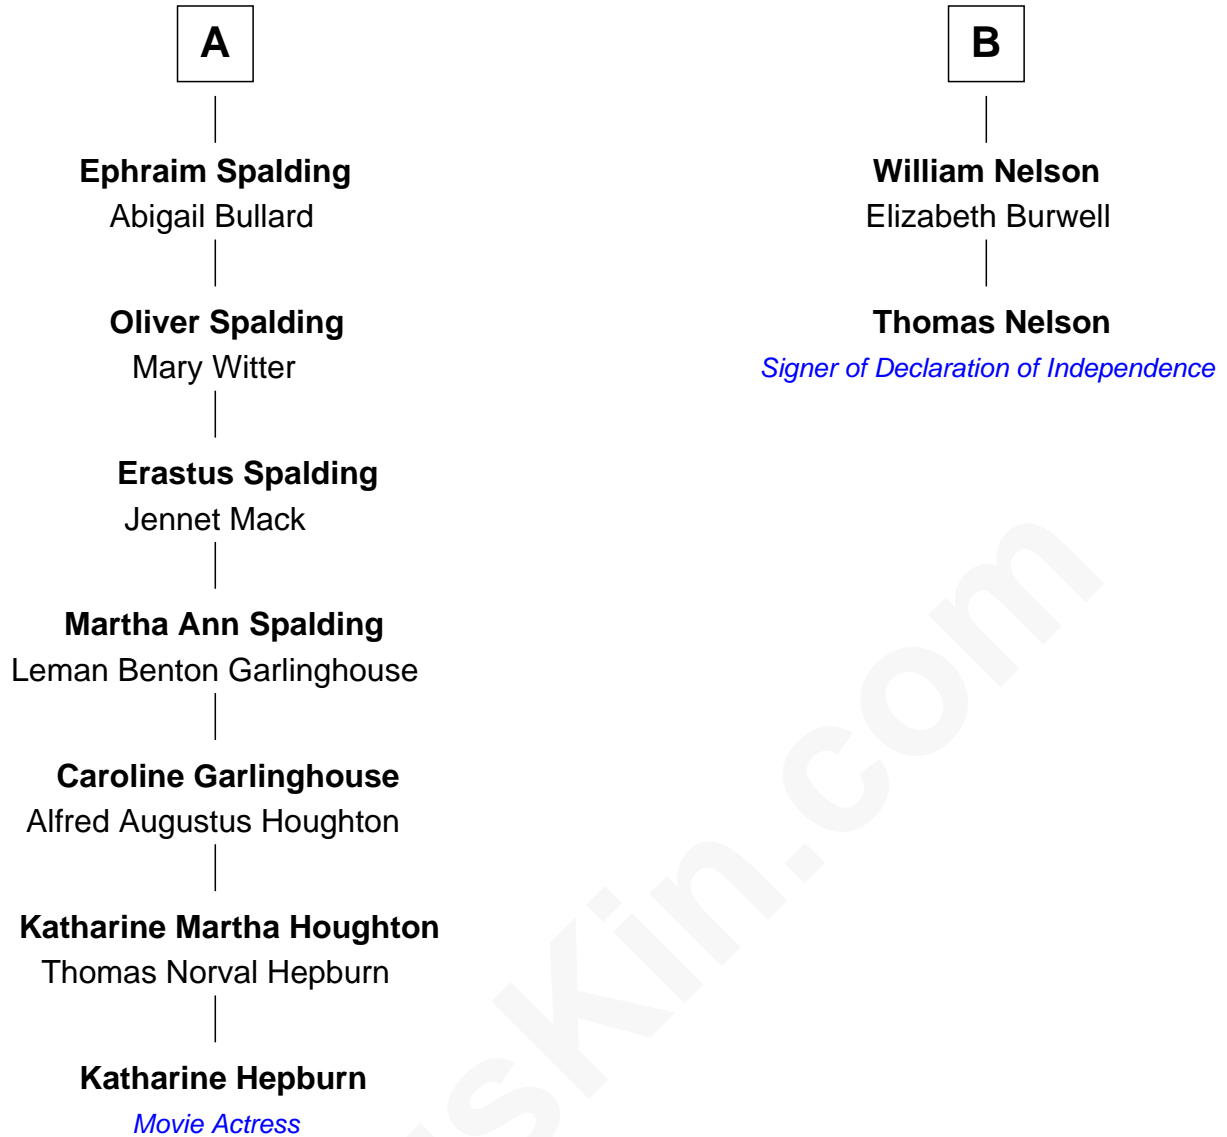 A
Ephraim Spalding
Abigail Bullard
Oliver Spalding
Mary Witter
Erastus Spalding
Jennet Mack
Martha Ann Spalding
Leman Benton Garlinghouse
Caroline Garlinghouse
Alfred Augustus Houghton
Katharine Martha Houghton
Thomas Norval Hepburn
Katharine Hepburn
Movie Actress
B
William Nelson
Elizabeth Burwell
Thomas Nelson
Signer of Declaration of Independence